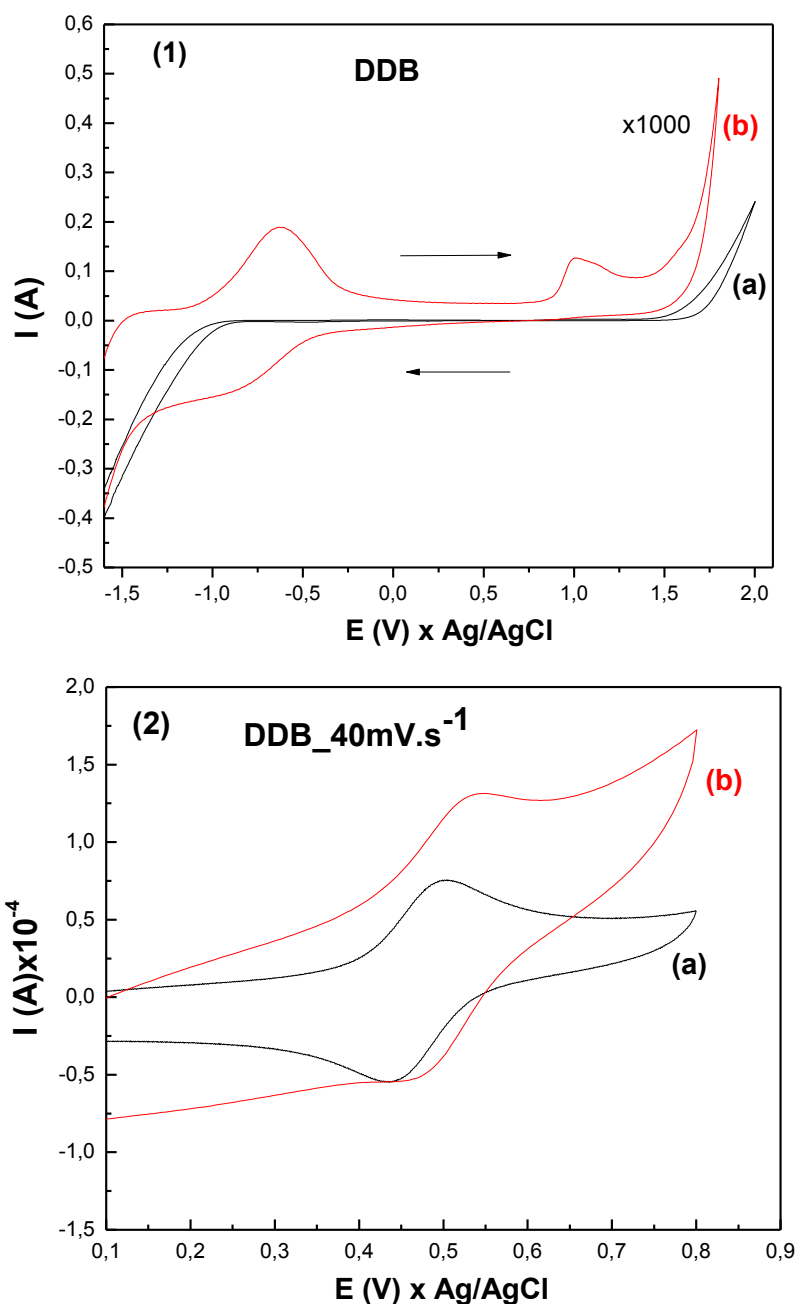 (1)
DDB
x1000
(b)
(a)
0,6
0,5
0,4
0,3
0,2
0,1
0,0
-0,1
-0,2
-0,3
-0,4
-0,5
I (A)
-1,5 -1,0 -0,5 0,0 0,5 1,0 1,5 2,0
E (V) x Ag/AgCl
(2)
DDB_40mV.s-1
(b)
(a)
2,0
1,5
1,0
0,5
0,0
-0,5
-1,0
-1,5
I (A)x10-4
0,1 0,2 0,3 0,4 0,5 0,6 0,7 0,8 0,9
E (V) x Ag/AgCl